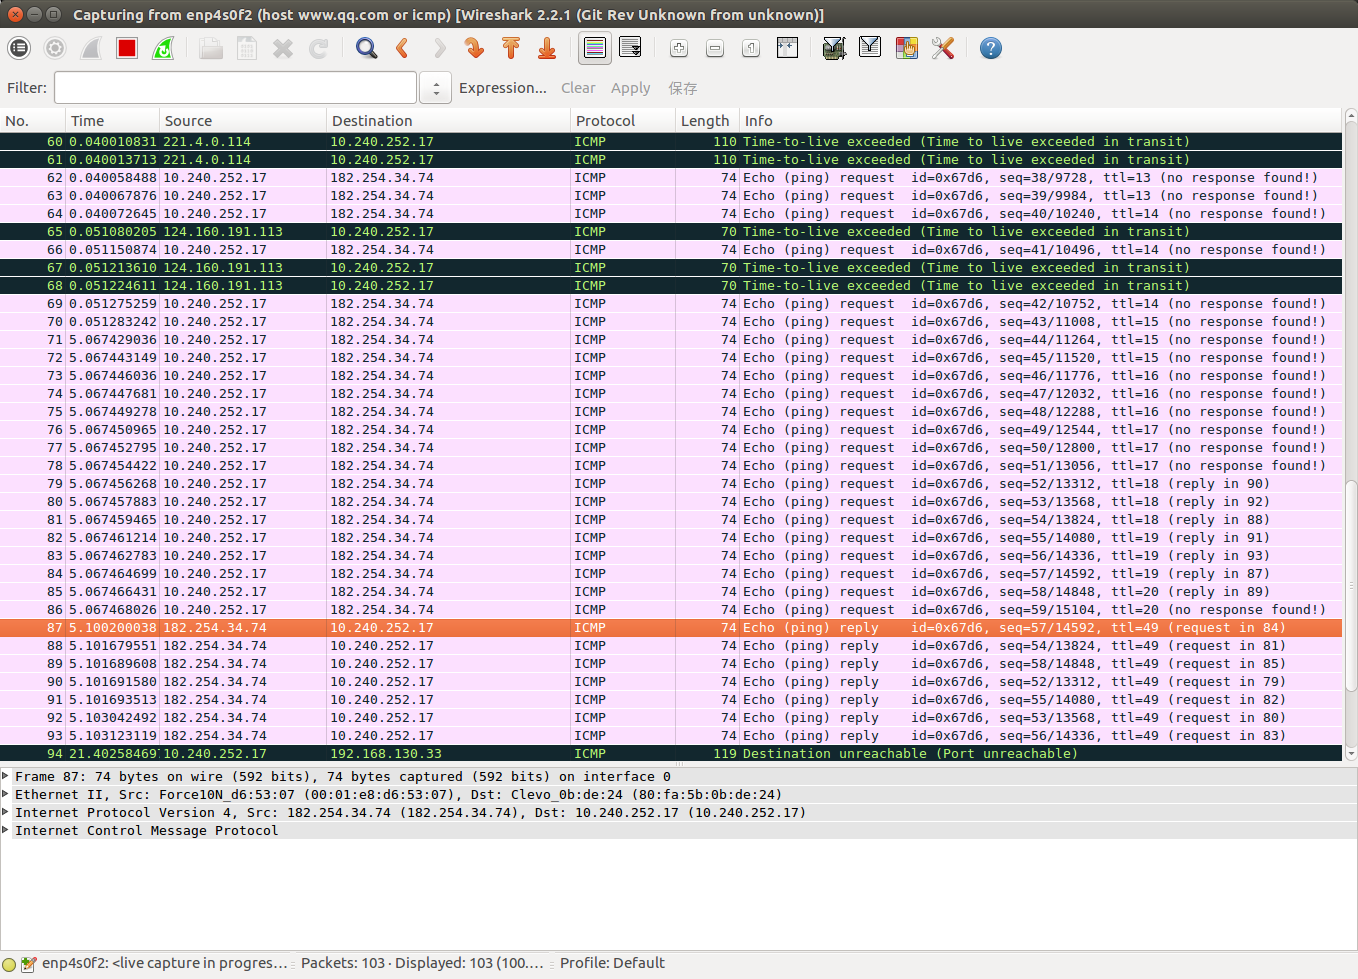 Capturing from enp4s0f2 (host www.qq.com or icmp) [Wireshark 2.2.1 (Git Rev Unknown from unknown)]
Filter: Expression... Clear Apply 保存
No. Time Source Destination Protocol Length Info
60 0.040010831 221.4.0.114 10.240.252.17 ICMP 110 Time-to-live exceeded (Time to live exceeded in transit)
61 0.040013713 221.4.0.114 10.240.252.17 ICMP 110 Time-to-live exceeded (Time to live exceeded in transit)
62 0.040058488 10.240.252.17 182.254.34.74 ICMP 74 Echo (ping) request id=0x67d6, seq=38/9728, ttl=13 (no response found!)
63 0.040067876 10.240.252.17 182.254.34.74 ICMP 74 Echo (ping) request id=0x67d6, seq=39/9984, ttl=13 (no response found!)
64 0.040072645 10.240.252.17 182.254.34.74 ICMP 74 Echo (ping) request id=0x67d6, seq=40/10240, ttl=14 (no response found!)
65 0.051080205 124.160.191.113 10.240.252.17 ICMP 70 Time-to-live exceeded (Time to live exceeded in transit)
66 0.051150874 10.240.252.17 182.254.34.74 ICMP 74 Echo (ping) request id=0x67d6, seq=41/10496, ttl=14 (no response found!)
67 0.051213610 124.160.191.113 10.240.252.17 ICMP 70 Time-to-live exceeded (Time to live exceeded in transit)
68 0.051224611 124.160.191.113 10.240.252.17 ICMP 70 Time-to-live exceeded (Time to live exceeded in transit)
69 0.051275259 10.240.252.17 182.254.34.74 ICMP 74 Echo (ping) request id=0x67d6, seq=42/10752, ttl=14 (no response found!)
70 0.051283242 10.240.252.17 182.254.34.74 ICMP 74 Echo (ping) request id=0x67d6, seq=43/11008, ttl=15 (no response found!)
71 5.067429036 10.240.252.17 182.254.34.74 ICMP 74 Echo (ping) request id=0x67d6, seq=44/11264, ttl=15 (no response found!)
72 5.067443149 10.240.252.17 182.254.34.74 ICMP 74 Echo (ping) request id=0x67d6, seq=45/11520, ttl=15 (no response found!)
73 5.067446036 10.240.252.17 182.254.34.74 ICMP 74 Echo (ping) request id=0x67d6, seq=46/11776, ttl=16 (no response found!)
74 5.067447681 10.240.252.17 182.254.34.74 ICMP 74 Echo (ping) request id=0x67d6, seq=47/12032, ttl=16 (no response found!)
75 5.067449278 10.240.252.17 182.254.34.74 ICMP 74 Echo (ping) request id=0x67d6, seq=48/12288, ttl=16 (no response found!)
76 5.067450965 10.240.252.17 182.254.34.74 ICMP 74 Echo (ping) request id=0x67d6, seq=49/12544, ttl=17 (no response found!)
77 5.067452795 10.240.252.17 182.254.34.74 ICMP 74 Echo (ping) request id=0x67d6, seq=50/12800, ttl=17 (no response found!)
78 5.067454422 10.240.252.17 182.254.34.74 ICMP 74 Echo (ping) request id=0x67d6, seq=51/13056, ttl=17 (no response found!)
79 5.067456268 10.240.252.17 182.254.34.74 ICMP 74 Echo (ping) request id=0x67d6, seq=52/13312, ttl=18 (reply in 90)
80 5.067457883 10.240.252.17 182.254.34.74 ICMP 74 Echo (ping) request id=0x67d6, seq=53/13568, ttl=18 (reply in 92)
81 5.067459465 10.240.252.17 182.254.34.74 ICMP 74 Echo (ping) request id=0x67d6, seq=54/13824, ttl=18 (reply in 88)
82 5.067461214 10.240.252.17 182.254.34.74 ICMP 74 Echo (ping) request id=0x67d6, seq=55/14080, ttl=19 (reply in 91)
83 5.067462783 10.240.252.17 182.254.34.74 ICMP 74 Echo (ping) request id=0x67d6, seq=56/14336, ttl=19 (reply in 93)
84 5.067464699 10.240.252.17 182.254.34.74 ICMP 74 Echo (ping) request id=0x67d6, seq=57/14592, ttl=19 (reply in 87)
85 5.067466431 10.240.252.17 182.254.34.74 ICMP 74 Echo (ping) request id=0x67d6, seq=58/14848, ttl=20 (reply in 89)
86 5.067468026 10.240.252.17 182.254.34.74 ICMP 74 Echo (ping) request id=0x67d6, seq=59/15104, ttl=20 (no response found!)
87 5.100200038 182.254.34.74 10.240.252.17 ICMP 74 Echo (ping) reply id=0x67d6, seq=57/14592, ttl=49 (request in 84)
88 5.101679551 182.254.34.74 10.240.252.17 ICMP 74 Echo (ping) reply id=0x67d6, seq=54/13824, ttl=49 (request in 81)
89 5.101689608 182.254.34.74 10.240.252.17 ICMP 74 Echo (ping) reply id=0x67d6, seq=58/14848, ttl=49 (request in 85)
90 5.101691580 182.254.34.74 10.240.252.17 ICMP 74 Echo (ping) reply id=0x67d6, seq=52/13312, ttl=49 (request in 79)
91 5.101693513 182.254.34.74 10.240.252.17 ICMP 74 Echo (ping) reply id=0x67d6, seq=55/14080, ttl=49 (request in 82)
92 5.103042492 182.254.34.74 10.240.252.17 ICMP 74 Echo (ping) reply id=0x67d6, seq=53/13568, ttl=49 (request in 80)
93 5.103123119 182.254.34.74 10.240.252.17 ICMP 74 Echo (ping) reply id=0x67d6, seq=56/14336, ttl=49 (request in 83)
94 21.40258469 10.240.252.17 192.168.130.33 ICMP 119 Destination unreachable (Port unreachable)
Frame 87: 74 bytes on wire (592 bits), 74 bytes captured (592 bits) on interface 0
Ethernet II, Src: Force10N_d6:53:07 (00:01:e8:d6:53:07), Dst: Clevo_0b:de:24 (80:fa:5b:0b:de:24)
Internet Protocol Version 4, Src: 182.254.34.74 (182.254.34.74), Dst: 10.240.252.17 (10.240.252.17)
Internet Control Message Protocol
enp4s0f2: <live capture in progres... Packets: 103 · Displayed: 103 (100.... Profile: Default